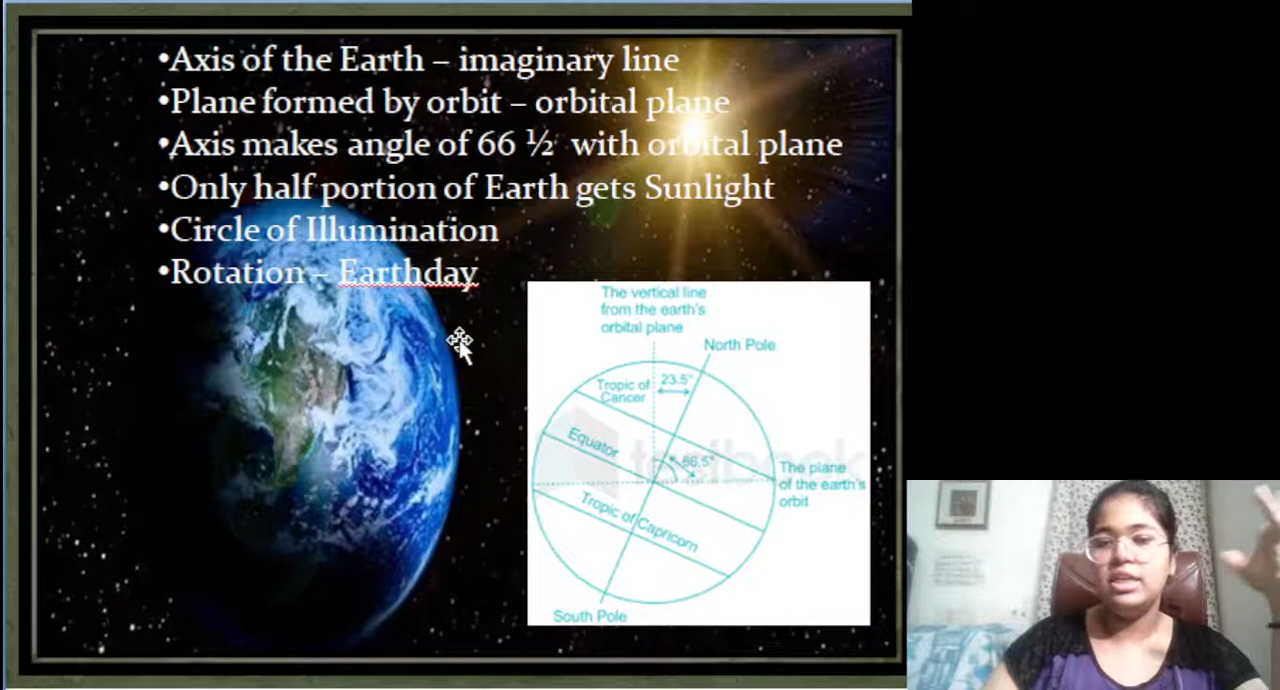 •Axis of the Earth – imaginary line
•Plane formed by orbit – orbital plane
•Axis makes angle of 66 ½ with orbital plane
•Only half portion of Earth gets Sunlight
•Circle of Illumination
•Rotation – Earthday
The vertical line
from the earth's
orbital plane
North Pole
23.5°
Tropic of
Cancer
Equator
66.5°
testbook
The plane
of the earth's
orbit
Tropic of Capricorn
South Pole